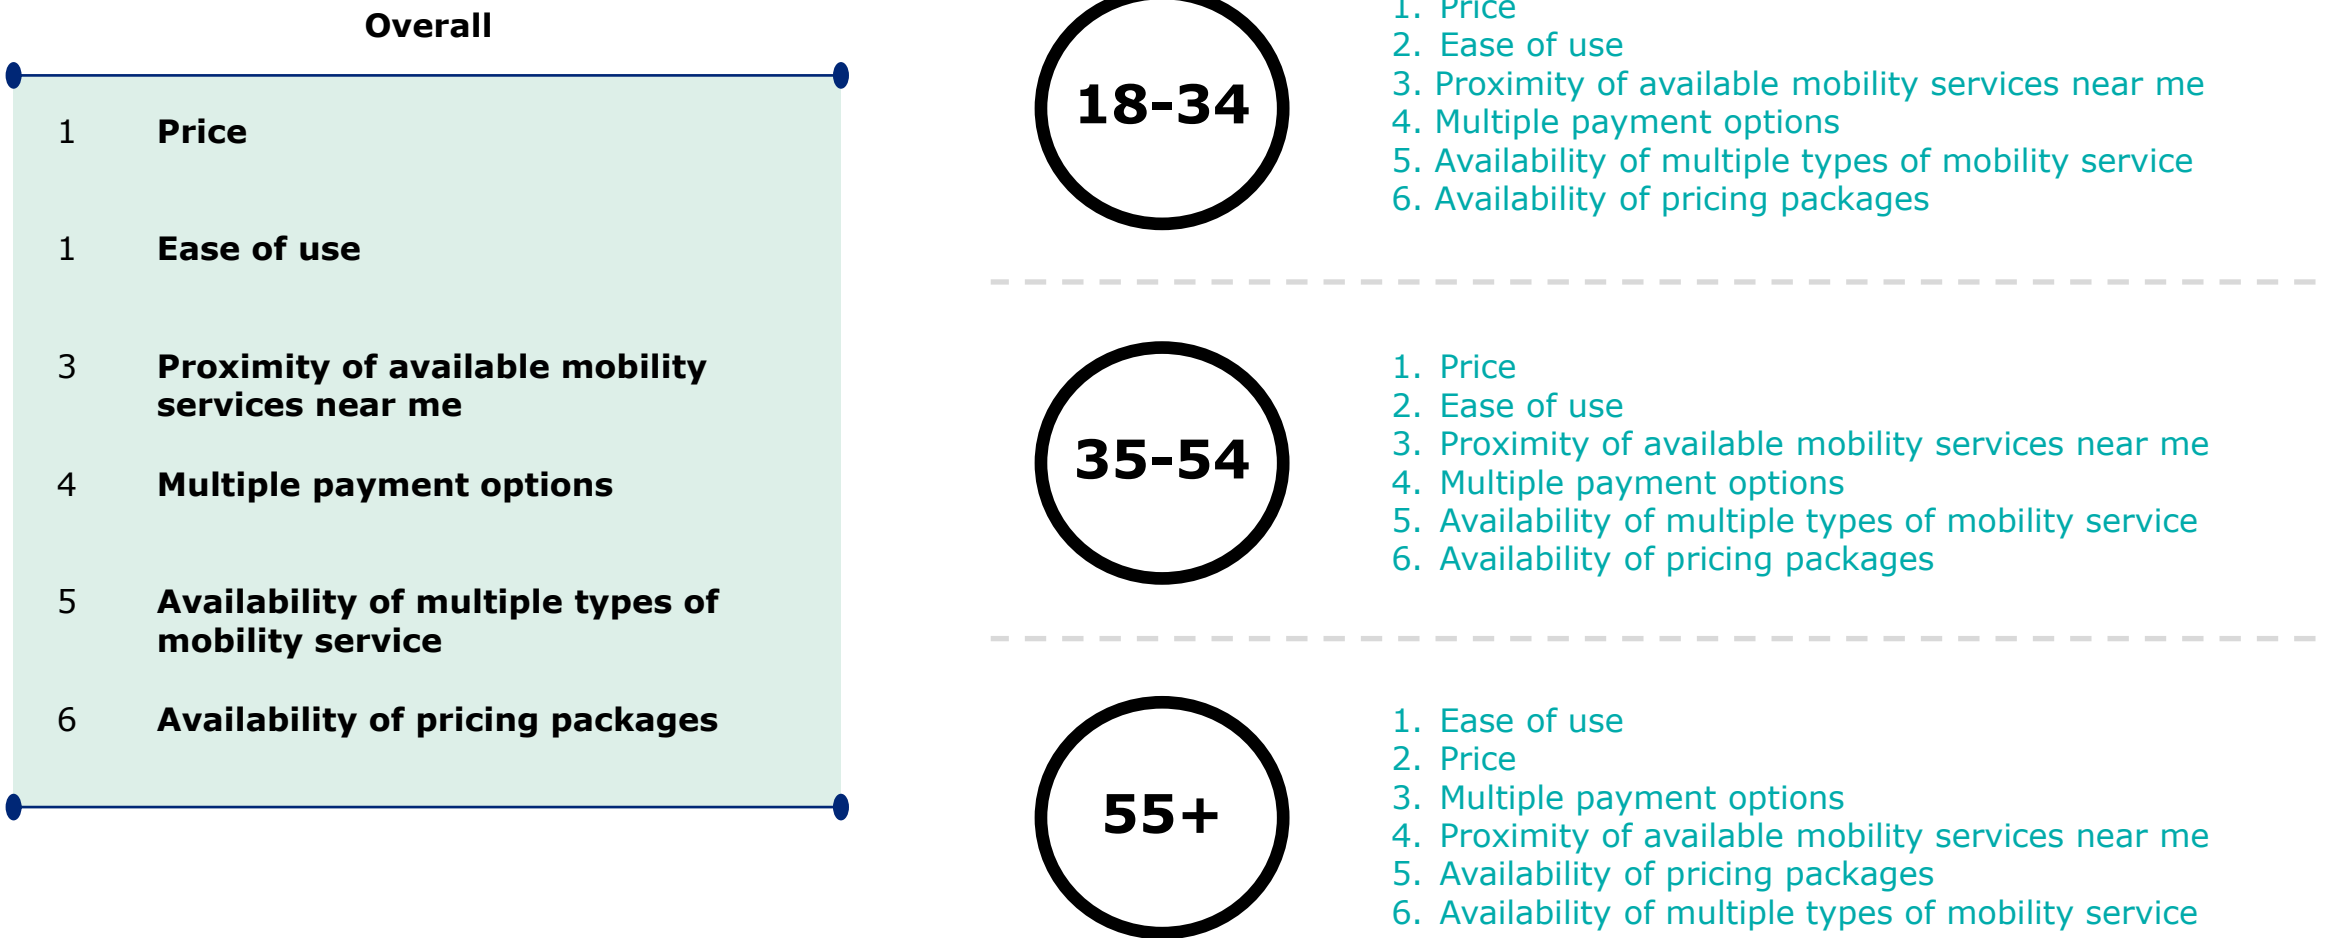 Overall
1 Price
1 Ease of use
3 Proximity of available mobility
services near me
4 Multiple payment options
5 Availability of multiple types of
mobility service
6 Availability of pricing packages
18-34
1. Price
2. Ease of use
3. Proximity of available mobility services near me
4. Multiple payment options
5. Availability of multiple types of mobility service
6. Availability of pricing packages
35-54
1. Price
2. Ease of use
3. Proximity of available mobility services near me
4. Multiple payment options
5. Availability of multiple types of mobility service
6. Availability of pricing packages
55+
1. Ease of use
2. Price
3. Multiple payment options
4. Proximity of available mobility services near me
5. Availability of pricing packages
6. Availability of multiple types of mobility service